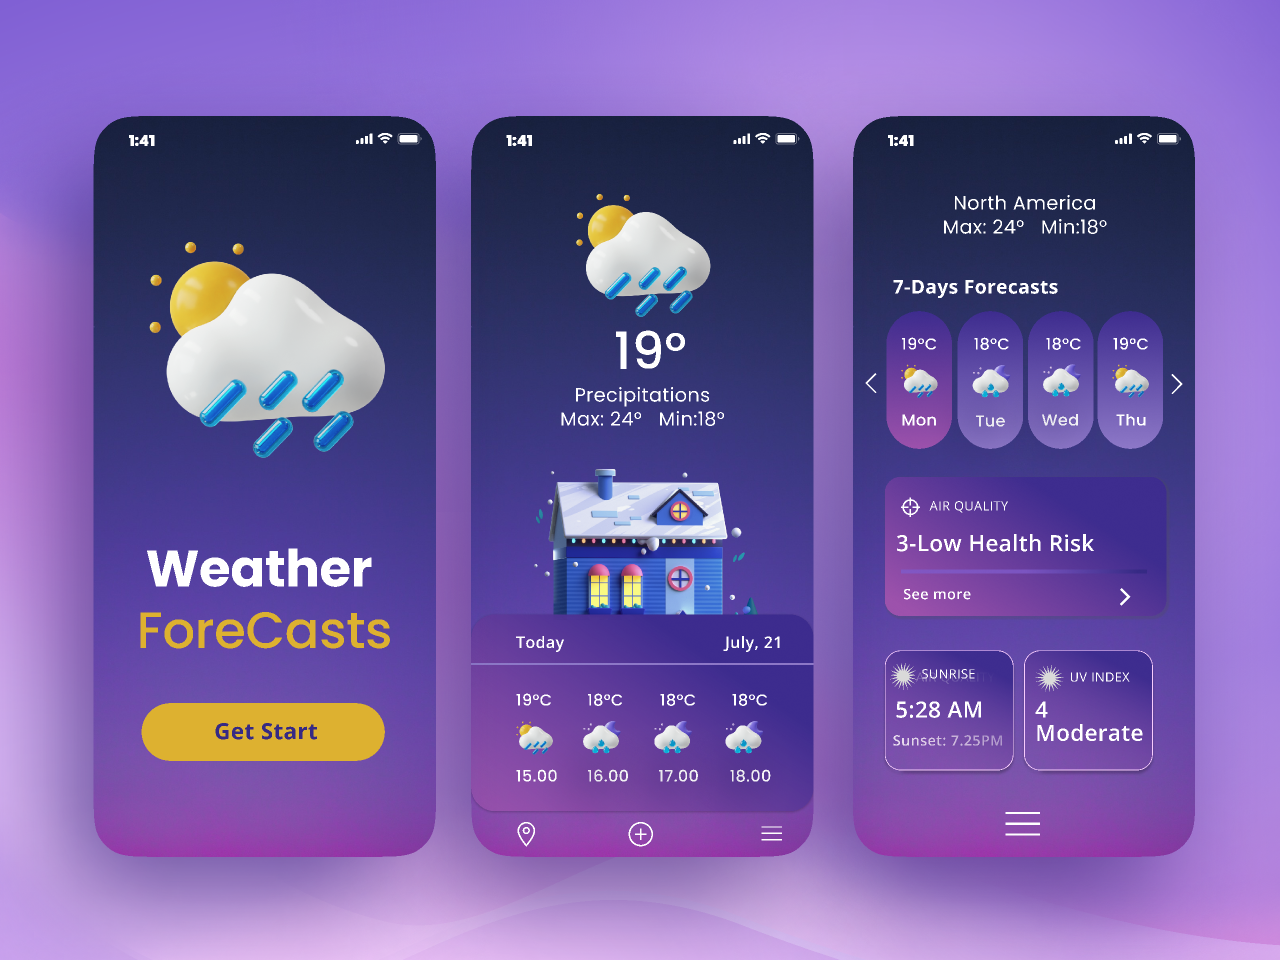 1:41
Weather
ForeCasts
Get Start
1:41
19°
Precipitations
Max: 24° Min:18°
Today July, 21
19°C 18°C 18°C 18°C
15.00 16.00 17.00 18.00
1:41
North America
Max: 24° Min:18°
7-Days Forecasts
19°C 18°C 18°C 19°C
Mon Tue Wed Thu
AIR QUALITY
3-Low Health Risk
See more
SUNRISE
5:28 AM
Sunset: 7.25PM
UV INDEX
4
Moderate